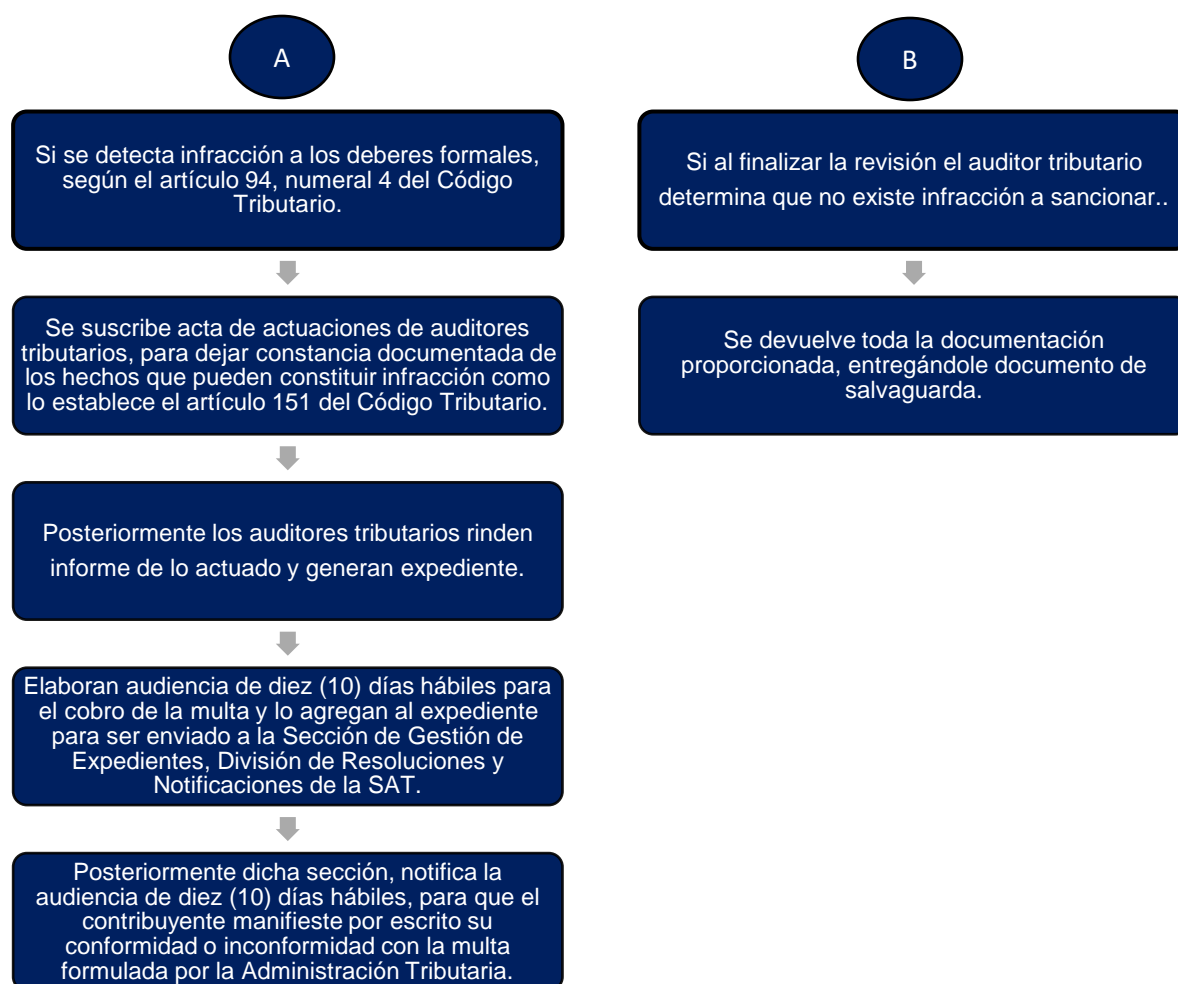 A
Si se detecta infracción a los deberes formales,
según el artículo 94, numeral 4 del Código
Tributario.
Se suscribe acta de actuaciones de auditores
tributarios, para dejar constancia documentada de
los hechos que pueden constituir infracción como
lo establece el artículo 151 del Código Tributario.
Posteriormente los auditores tributarios rinden
informe de lo actuado y generan expediente.
Elaboran audiencia de diez (10) días hábiles para
el cobro de la multa y lo agregan al expediente
para ser enviado a la Sección de Gestión de
Expedientes, División de Resoluciones y
Notificaciones de la SAT.
Posteriormente dicha sección, notifica la
audiencia de diez (10) días hábiles, para que el
contribuyente manifieste por escrito su
conformidad o inconformidad con la multa
formulada por la Administración Tributaria.
B
Si al finalizar la revisión el auditor tributario
determina que no existe infracción a sancionar..
Se devuelve toda la documentación
proporcionada, entregándole documento de
salvaguarda.